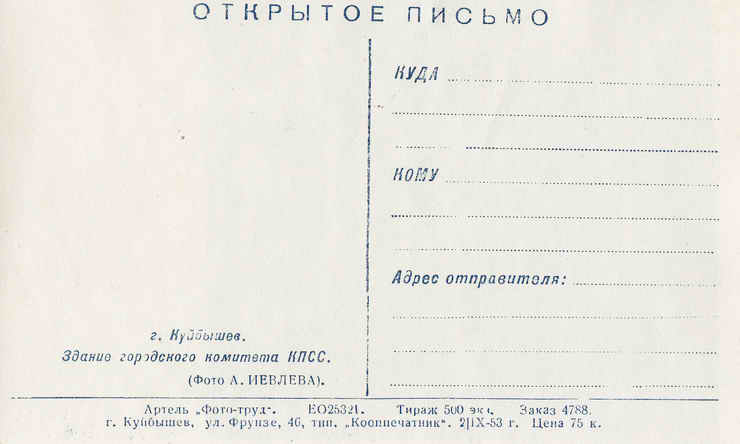 ОТКРЫТОЕ ПИСЬМО
КУДА
КОМУ
Адрес отправителя:
г. Куйбышев.
Здание городского комитета КПСС.
(Фото А. ИЕВЛЕВА).
Артель „Фото-труд“. ЕО25321. Тираж 500 экз. Заказ 4788.
г. Куйбышев, ул. Фрунзе, 46, тип. „Коопечатник“. 2|IX-53 г. Цена 75 к.